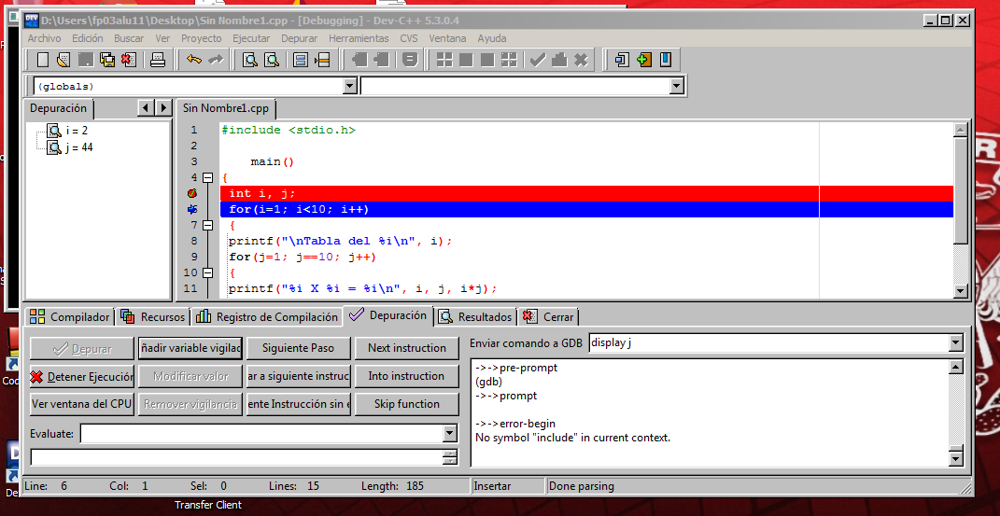 D:\Users\fp03alu11\Desktop\Sin Nombre1.cpp - [Debugging] - Dev-C++ 5.3.0.4
Archivo Edición Buscar Ver Proyecto Ejecutar Depurar Herramientas CVS Ventana Ayuda
(globals)
Depuración
Sin Nombre1.cpp
i = 2
j = 44
1 #include <stdio.h>
2
3 main()
4 {
int i, j;
for(i=1; i<10; i++)
7 {
8 printf("\nTabla del %i\n", i);
9 for(j=1; j==10; j++)
10 {
11 printf("%i X %i = %i\n", i, j, i*j);
Compilador Recursos Registro de Compilación Depuración Resultados Cerrar
Depurar ñadir variable vigilad Siguiente Paso Next instruction
Detener Ejecución Modificar valor ar a siguiente instruc Into instruction
Ver ventana del CPU Remover vigilancia ente Instrucción sin e Skip function
Evaluate:
Enviar comando a GDB display j
->->pre-prompt
(gdb)
->->prompt
->->error-begin
No symbol "include" in current context.
Line: 6 Col: 1 Sel: 0 Lines: 15 Length: 185 Insertar Done parsing
Transfer Client